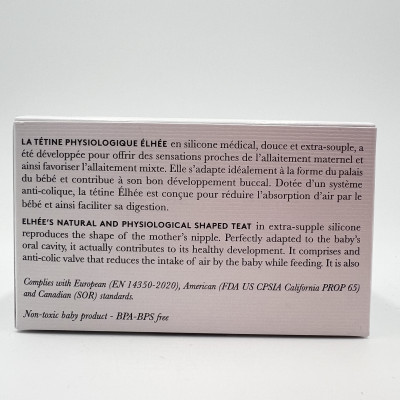 LA TÉTINE PHYSIOLOGIQUE ÉLHÉE en silicone médical, douce et extra-souple, a
été développée pour offrir des sensations proches de l'allaitement maternel et
ainsi favoriser l'allaitement mixte. Elle s'adapte idéalement à la forme du palais
du bébé et contribue à son bon développement buccal. Dotée d'un système
anti-colique, la tétine Élhée est conçue pour réduire l'absorption d'air par le
bébé et ainsi faciliter sa digestion.
ELHÉE'S NATURAL AND PHYSIOLOGICAL SHAPED TEAT in extra-supple silicone
reproduces the shape of the mother's nipple. Perfectly adapted to the baby's
oral cavity, it actually contributes to its healthy development. It comprises and
anti-colic valve that reduces the intake of air by the baby while feeding. It is also
Complies with European (EN 14350-2020), American (FDA US CPSIA California PROP 65)
and Canadian (SOR) standards.
Non-toxic baby product - BPA-BPS free